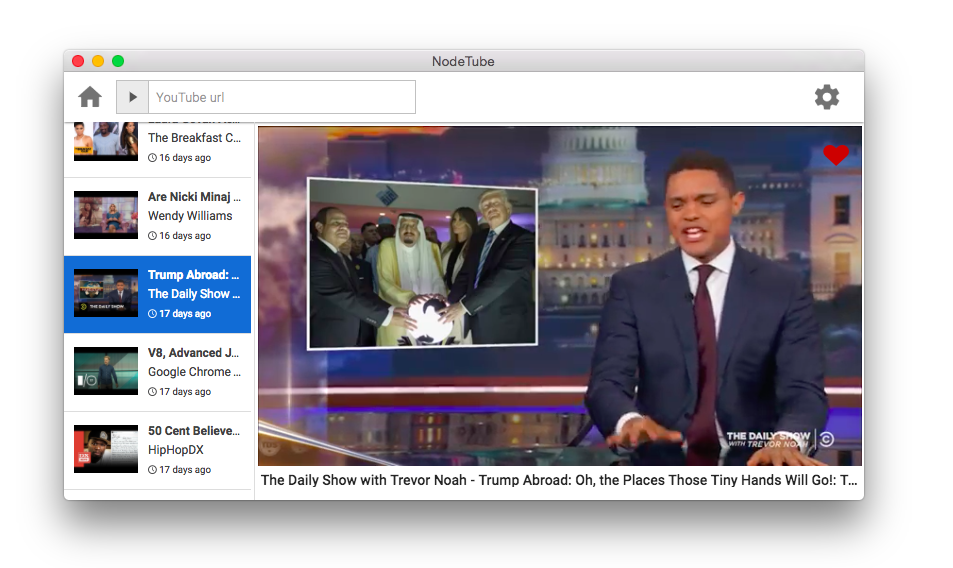 NodeTube
YouTube url
The Breakfast C...
16 days ago
Are Nicki Minaj ...
Wendy Williams
16 days ago
Trump Abroad: ...
The Daily Show ...
17 days ago
V8, Advanced J...
Google Chrome ...
17 days ago
50 Cent Believe...
HipHopDX
17 days ago
THE DAILY SHOW
I/O
THE DAILY SHOW
WITH TREVOR NOAH
The Daily Show with Trevor Noah - Trump Abroad: Oh, the Places Those Tiny Hands Will Go!: T...